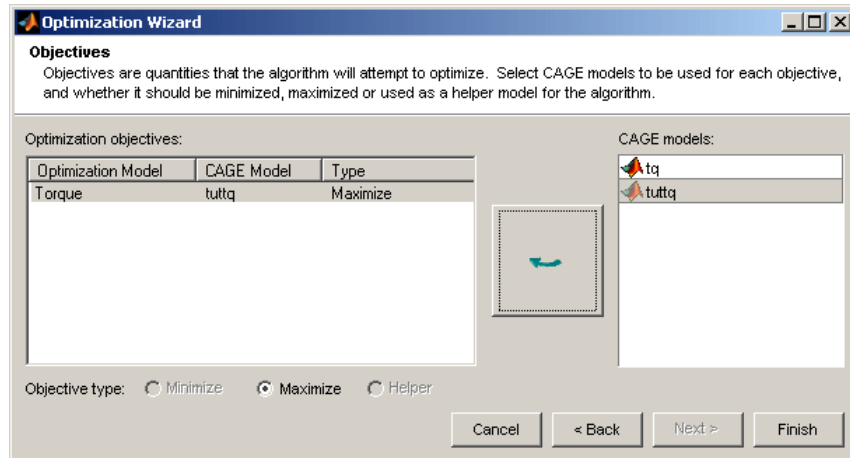 Optimization Wizard
Objectives
Objectives are quantities that the algorithm will attempt to optimize. Select CAGE models to be used for each objective,
and whether it should be minimized, maximized or used as a helper model for the algorithm.
Optimization objectives:
CAGE models:
Optimization Model CAGE Model Type
Torque tuttq Maximize
tq
tuttq
Objective type: Minimize Maximize Helper
Cancel < Back Next > Finish